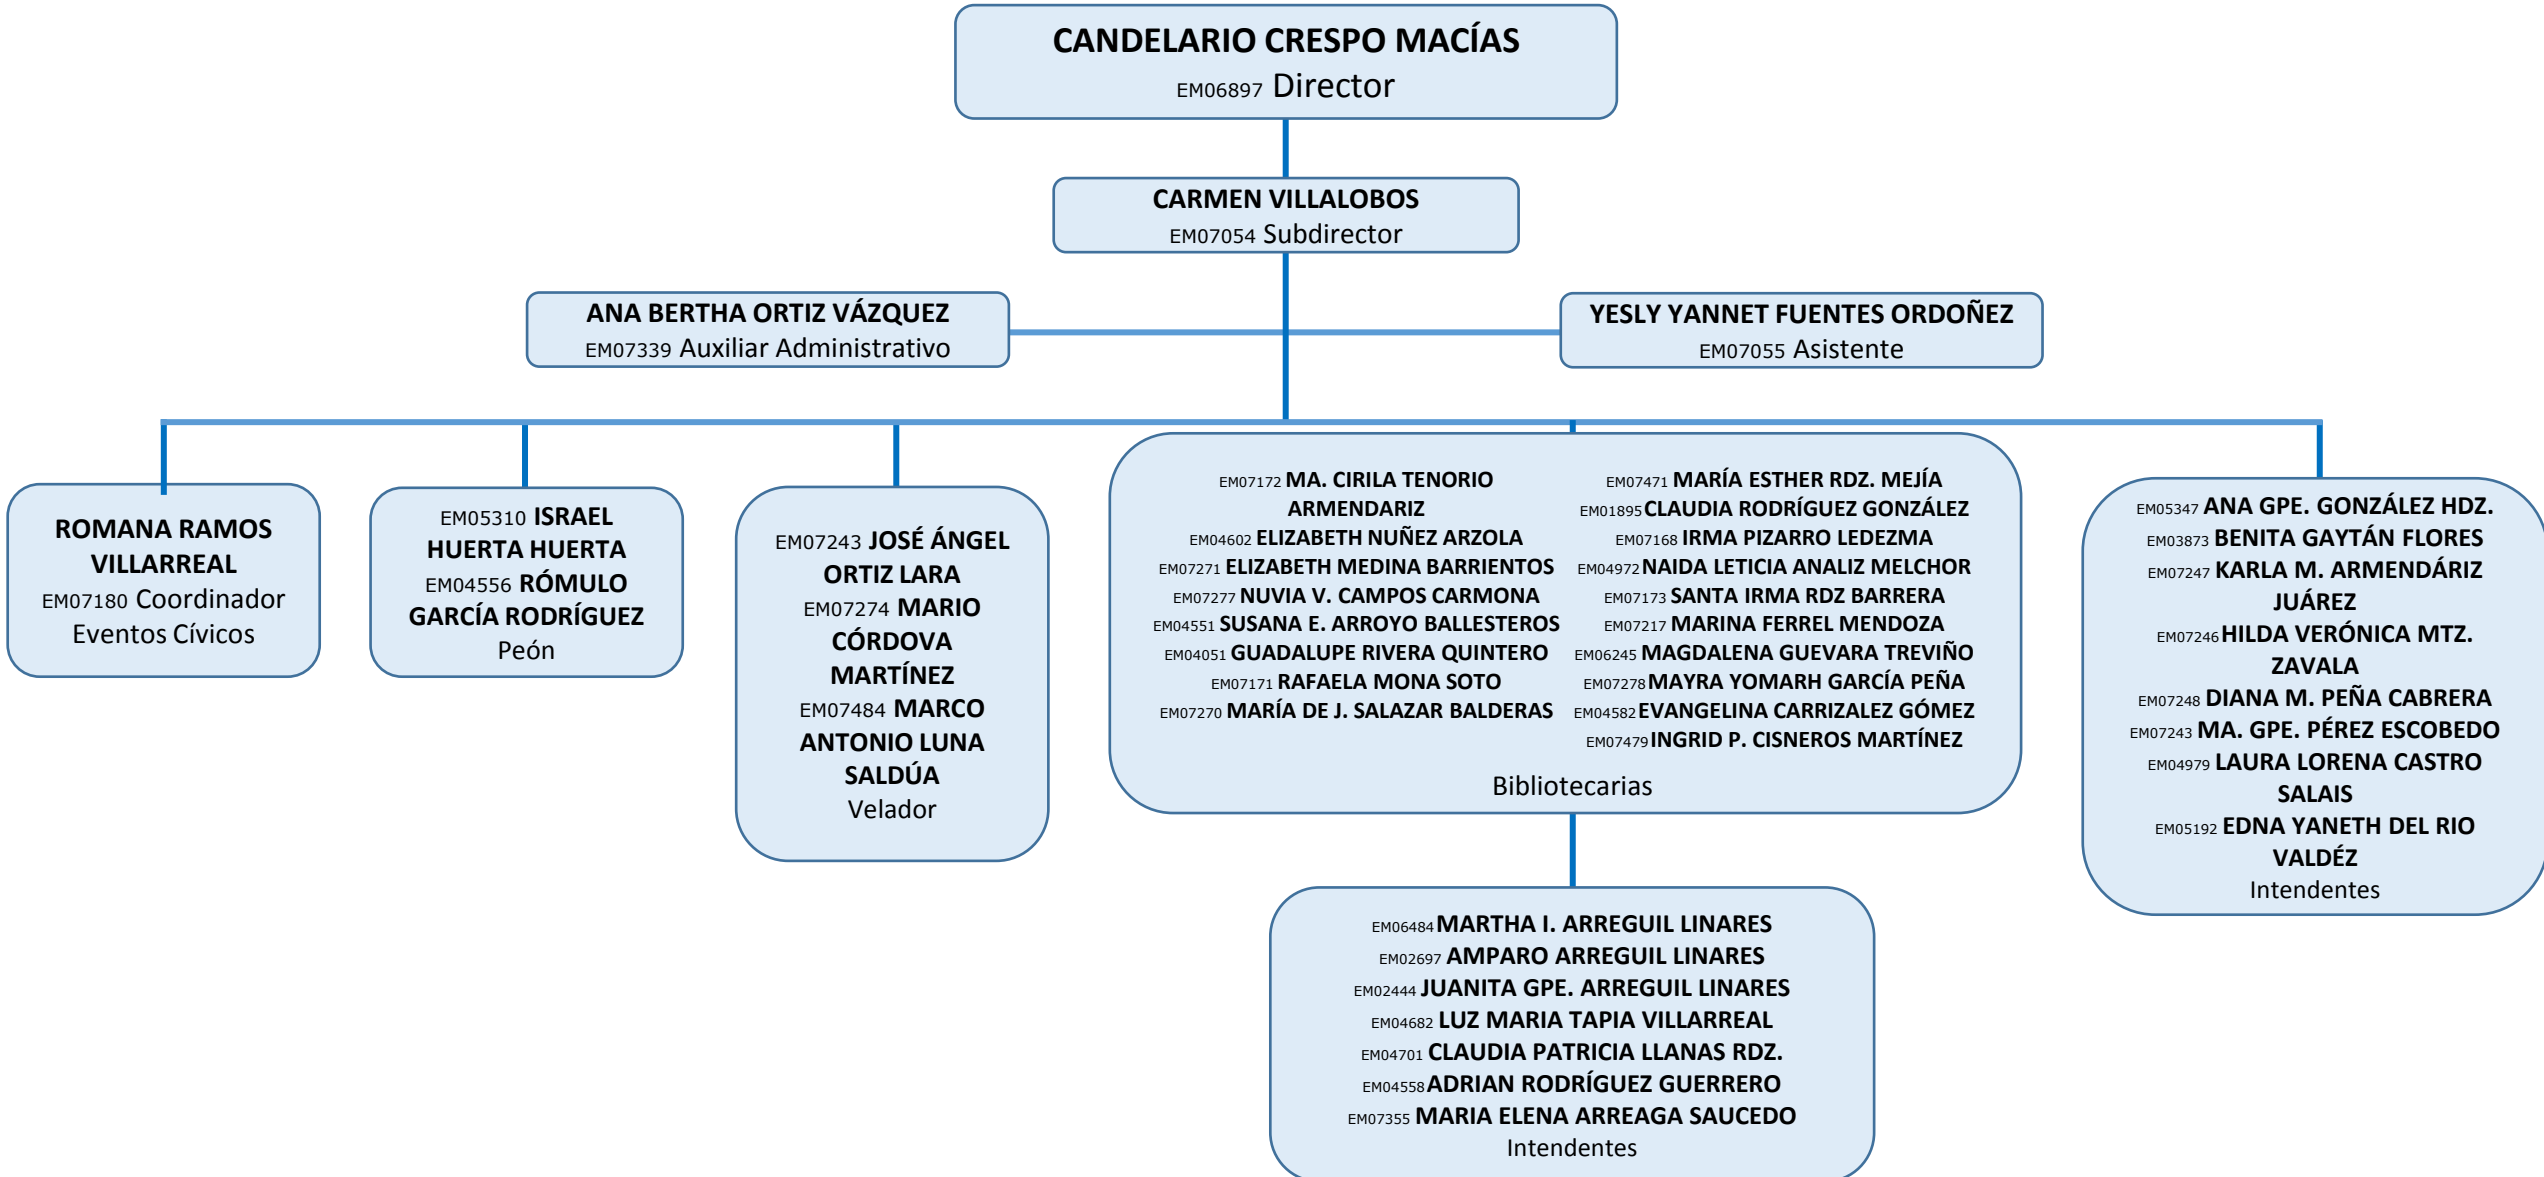 CANDELARIO CRESPO MACÍAS
EM06897 Director
CARMEN VILLALOBOS
EM07054 Subdirector
ANA BERTHA ORTIZ VÁZQUEZ
EM07339 Auxiliar Administrativo
YESLY YANNET FUENTES ORDOÑEZ
EM07055 Asistente
ROMANA RAMOS
VILLARREAL
EM07180 Coordinador
Eventos Cívicos
EM05310 ISRAEL
HUERTA HUERTA
EM04556 RÓMULO
GARCÍA RODRÍGUEZ
Peón
EM07243 JOSÉ ÁNGEL
ORTIZ LARA
EM07274 MARIO
CÓRDOVA
MARTÍNEZ
EM07484 MARCO
ANTONIO LUNA
SALDÚA
Velador
EM07172 MA. CIRILA TENORIO
ARMENDARIZ
EM04602 ELIZABETH NUÑEZ ARZOLA
EM07271 ELIZABETH MEDINA BARRIENTOS
EM07277 NUVIA V. CAMPOS CARMONA
EM04551 SUSANA E. ARROYO BALLESTEROS
EM04051 GUADALUPE RIVERA QUINTERO
EM07171 RAFAELA MONA SOTO
EM07270 MARÍA DE J. SALAZAR BALDERAS
EM07471 MARÍA ESTHER RDZ. MEJÍA
EM01895 CLAUDIA RODRÍGUEZ GONZÁLEZ
EM07168 IRMA PIZARRO LEDEZMA
EM04972 NAIDA LETICIA ANALIZ MELCHOR
EM07173 SANTA IRMA RDZ BARRERA
EM07217 MARINA FERREL MENDOZA
EM06245 MAGDALENA GUEVARA TREVIÑO
EM07278 MAYRA YOMARH GARCÍA PEÑA
EM04582 EVANGELINA CARRIZALEZ GÓMEZ
EM07479 INGRID P. CISNEROS MARTÍNEZ
Bibliotecarias
EM05347 ANA GPE. GONZÁLEZ HDZ.
EM03873 BENITA GAYTÁN FLORES
EM07247 KARLA M. ARMENDÁRIZ
JUÁREZ
EM07246 HILDA VERÓNICA MTZ.
ZAVALA
EM07248 DIANA M. PEÑA CABRERA
EM07243 MA. GPE. PÉREZ ESCOBEDO
EM04979 LAURA LORENA CASTRO
SALAIS
EM05192 EDNA YANETH DEL RIO
VALDÉZ
Intendentes
EM06484 MARTHA I. ARREGUIL LINARES
EM02697 AMPARO ARREGUIL LINARES
EM02444 JUANITA GPE. ARREGUIL LINARES
EM04682 LUZ MARIA TAPIA VILLARREAL
EM04701 CLAUDIA PATRICIA LLANAS RDZ.
EM04558 ADRIAN RODRÍGUEZ GUERRERO
EM07355 MARIA ELENA ARREAGA SAUCEDO
Intendentes